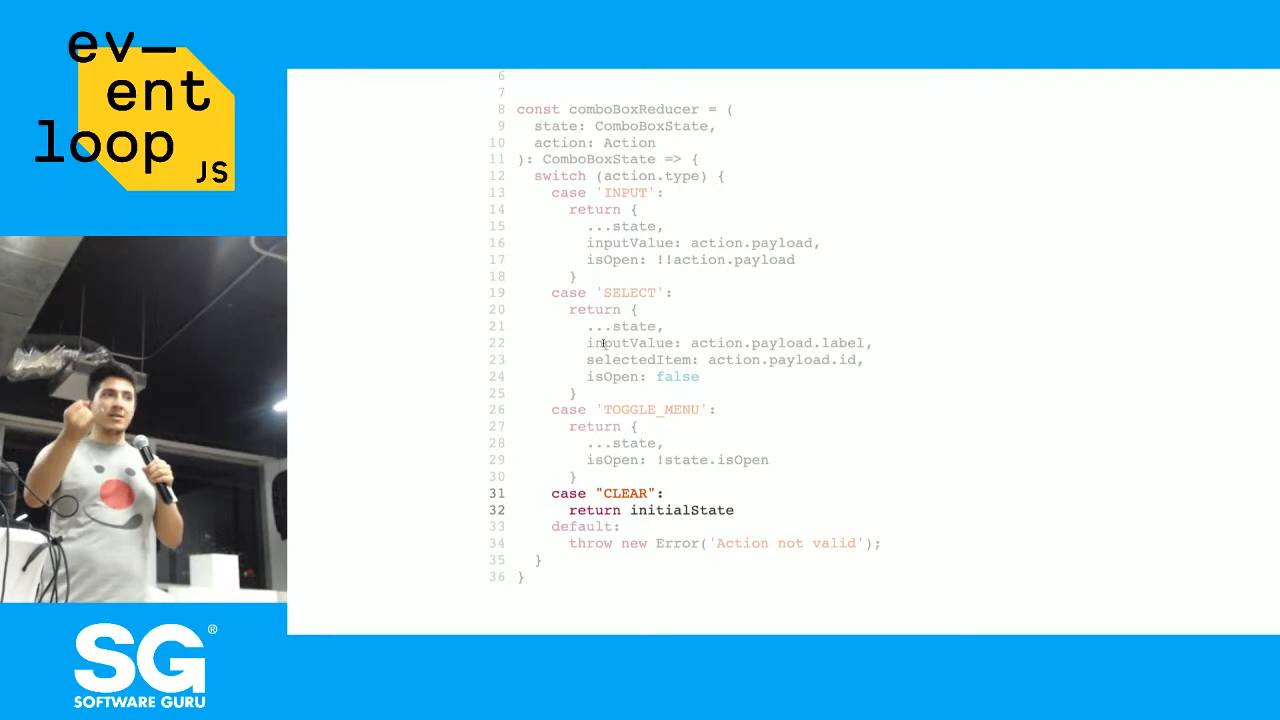 ev—
ent
loop
JS
6
7
8 const comboBoxReducer = (
9 state: ComboBoxState,
10 action: Action
11 ): ComboBoxState => {
12 switch (action.type) {
13 case 'INPUT':
14 return {
15 ...state,
16 inputValue: action.payload,
17 isOpen: !!action.payload
18 }
19 case 'SELECT':
20 return {
21 ...state,
22 inputValue: action.payload.label,
23 selectedItem: action.payload.id,
24 isOpen: false
25 }
26 case 'TOGGLE_MENU':
27 return {
28 ...state,
29 isOpen: !state.isOpen
30 }
31 case "CLEAR":
32 return initialState
33 default:
34 throw new Error('Action not valid');
35 }
36 }
SG®
SOFTWARE GURU